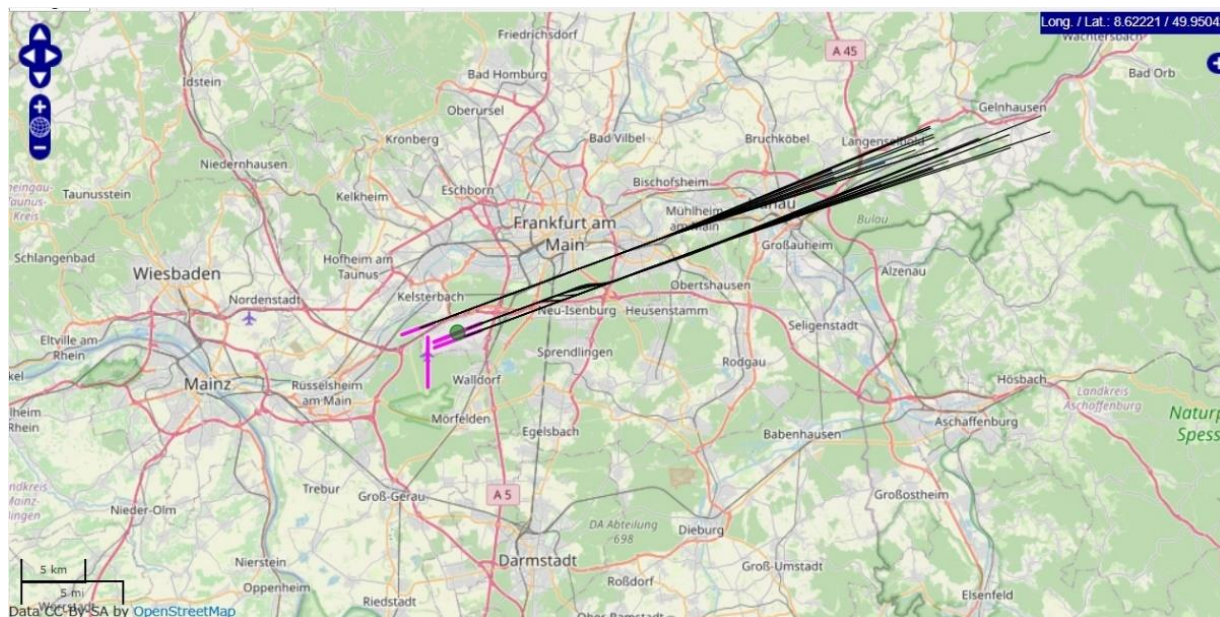 Long. / Lat.: 8.62221 / 49.9504
Friedrichsdorf
A 45
Wächtersbach
Bad Orb
Idstein
Bad Homburg
Oberursel
Gelnhausen
Kronberg
Bad Vilbel
Bruchköbel
Langenselbold
Niedernhausen
Taunusstein
Kelkheim
Eschborn
Bischofsheim
Mühlheim
am Main
Bulau
Frankfurt am
Main
Großauheim
Schlangenbad
Wiesbaden
Hofheim am
Taunus
Alzenau
Nordenstadt
Kelsterbach
Obertshausen
Neu-Isenburg
Heusenstamm
Seligenstadt
Eltville am
Rhein
Sprendlingen
Rodgau
Mainz
Rüsselsheim
am Main
Walldorf
Hösbach
Landkreis
Aschaffenburg
Mörfelden
Egelsbach
Babenhausen
Aschaffenburg
Naturp
Spess
Trebur
Groß-Gerau
A 5
Großostheim
Nieder-Olm
DA Abteilung
698
Dieburg
Darmstadt
Nierstein
Groß-Umstadt
Oppenheim
Roßdorf
Riedstadt
Elsenfeld
5 km
5 mi
Data CC-By-SA by OpenStreetMap